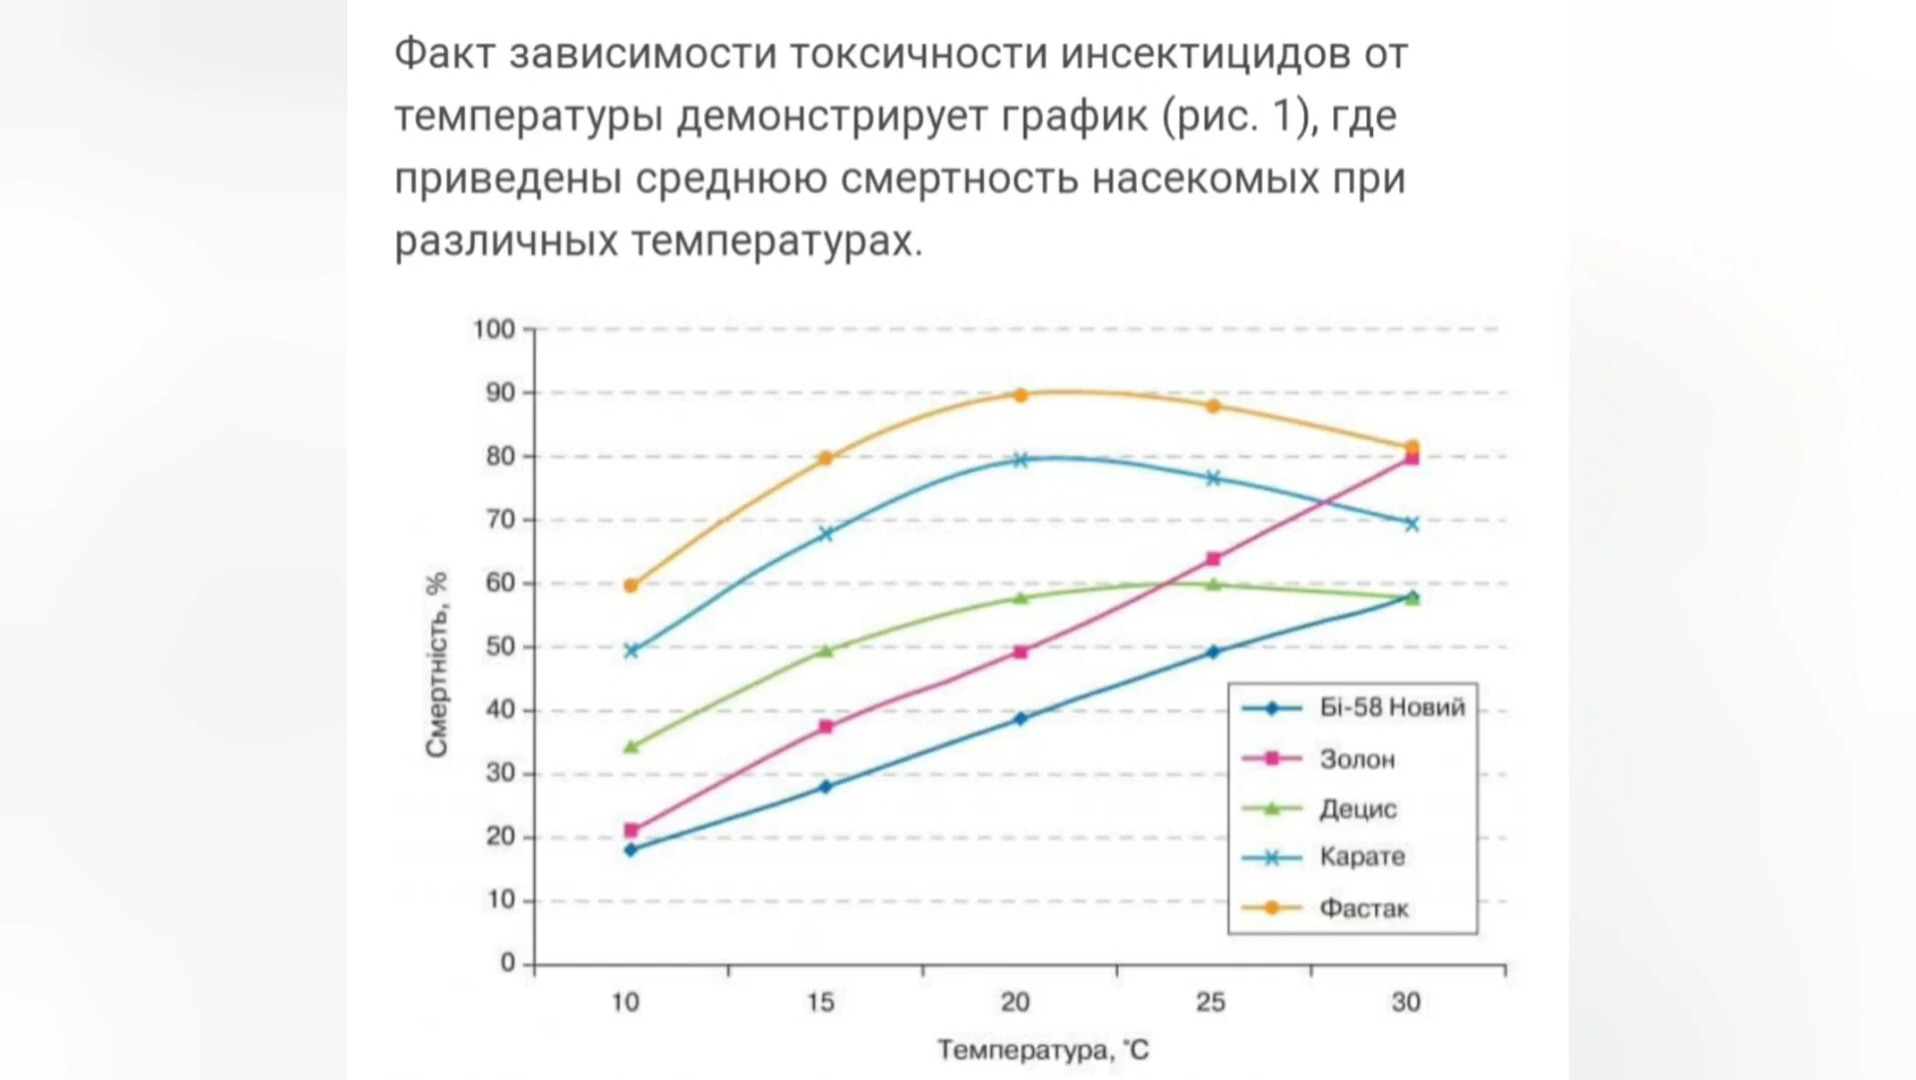 Факт зависимости токсичности инсектицидов от
температуры демонстрирует график (рис. 1), где
приведены среднюю смертность насекомых при
различных температурах.
100
90
80
70
60
50
40
30
20
10
0
Смертність, %
Бі-58 Новий
Золон
Децис
Карате
Фастак
10 15 20 25 30
Температура, °C